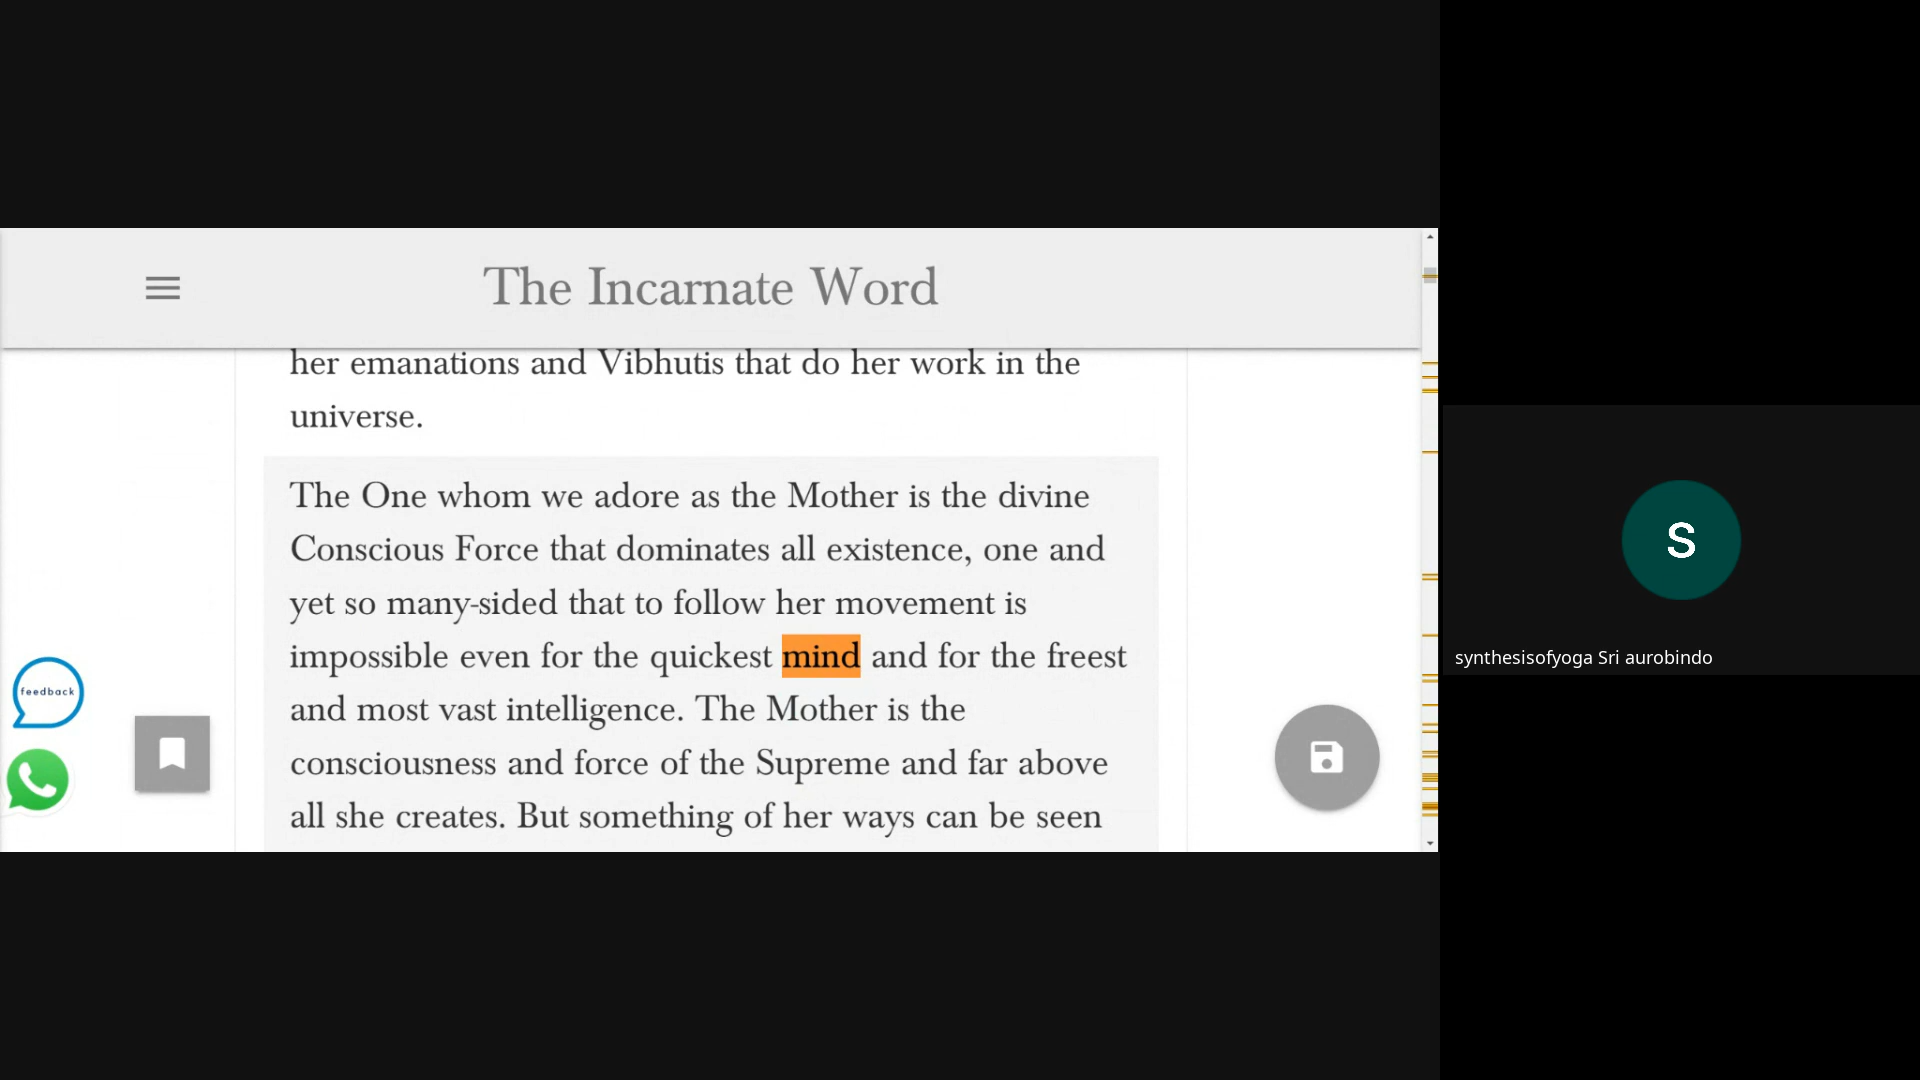 The Incarnate Word
her emanations and Vibhutis that do her work in the
universe.
The One whom we adore as the Mother is the divine
Conscious Force that dominates all existence, one and
yet so many-sided that to follow her movement is
impossible even for the quickest mind and for the freest
and most vast intelligence. The Mother is the
consciousness and force of the Supreme and far above
all she creates. But something of her ways can be seen
feedback
S
synthesisofyoga Sri aurobindo